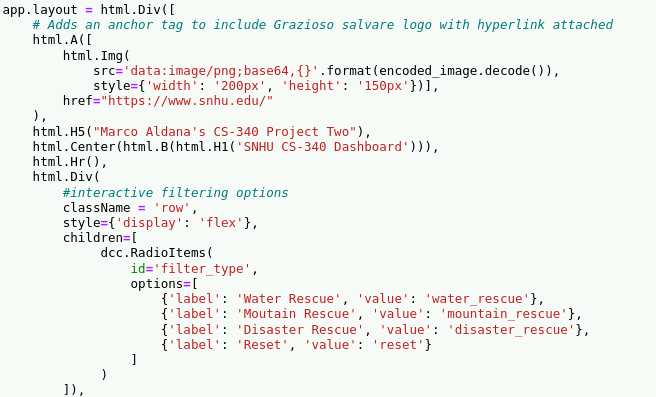 app.layout = html.Div([
    # Adds an anchor tag to include Grazioso salvare logo with hyperlink attached
    html.A([
        html.Img(
            src='data:image/png;base64,{}'.format(encoded_image.decode()),
            style={'width': '200px', 'height': '150px'})],
        href="https://www.snhu.edu/"
    ),
    html.H5("Marco Aldana's CS-340 Project Two"),
    html.Center(html.B(html.H1('SNHU CS-340 Dashboard'))),
    html.Hr(),
    html.Div(
        #interactive filtering options
        className = 'row',
        style={'display': 'flex'},
        children=[
             dcc.RadioItems(
                 id='filter_type',
                 options=[
                     {'label': 'Water Rescue', 'value': 'water_rescue'},
                     {'label': 'Moutain Rescue', 'value': 'mountain_rescue'},
                     {'label': 'Disaster Rescue', 'value': 'disaster_rescue'},
                     {'label': 'Reset', 'value': 'reset'}
                 ]
             )
        ]),